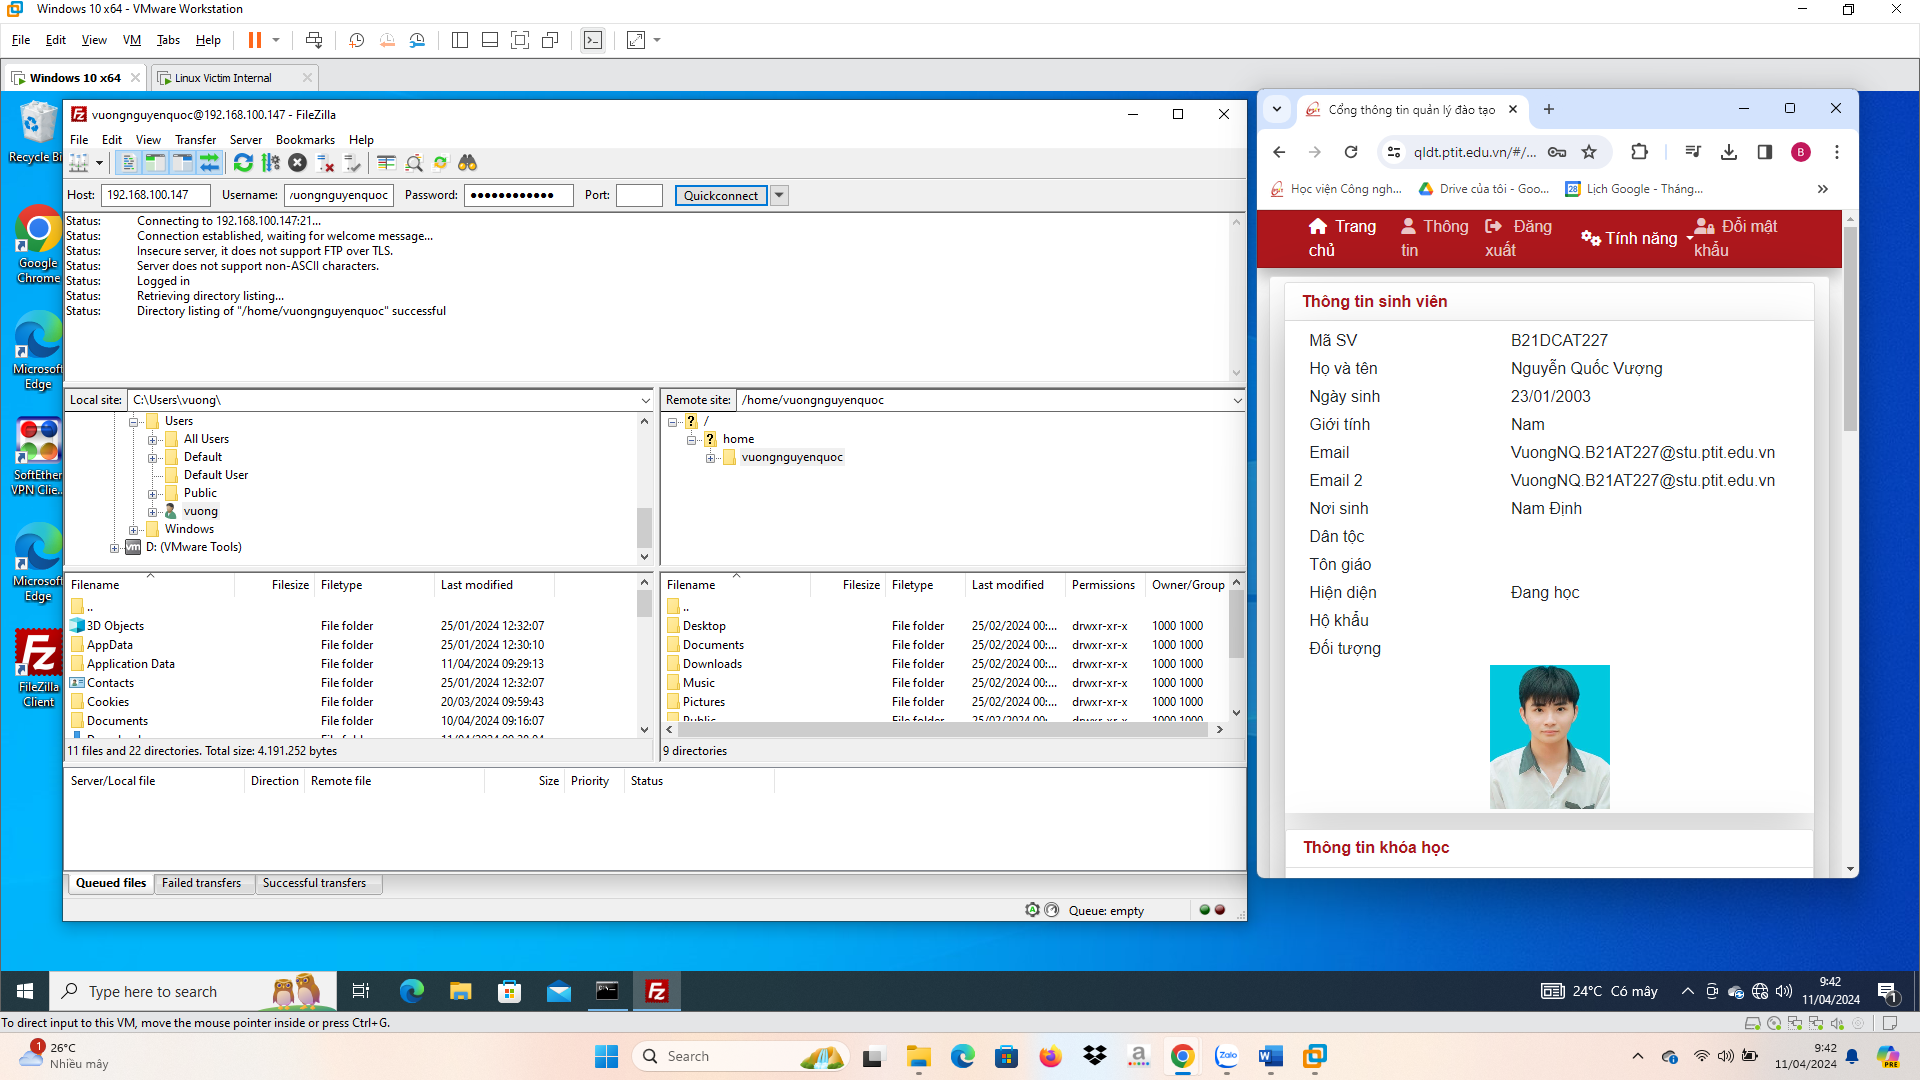 Windows 10 x64 - VMware Workstation
File Edit View VM Tabs Help
Windows 10 x64
Linux Victim Internal
Recycle Bi
Google Chrome
Microsoft Edge
SoftEther VPN Clie...
Microsoft Edge
FileZilla Client
vuongnguyenquoc@192.168.100.147 - FileZilla
File Edit View Transfer Server Bookmarks Help
Host: 192.168.100.147 Username: vuongnguyenquoc Password: ●●●●●●●●●●●● Port: Quickconnect
Status: Connecting to 192.168.100.147:21...
Status: Connection established, waiting for welcome message...
Status: Insecure server, it does not support FTP over TLS.
Status: Server does not support non-ASCII characters.
Status: Logged in
Status: Retrieving directory listing...
Status: Directory listing of "/home/vuongnguyenquoc" successful
Local site: C:\Users\vuong\
Users
All Users
Default
Default User
Public
vuong
Windows
D: (VMware Tools)
Remote site: /home/vuongnguyenquoc
/
home
vuongnguyenquoc
Filename Filesize Filetype Last modified
..
3D Objects File folder 25/01/2024 12:32:07
AppData File folder 25/01/2024 12:30:10
Application Data File folder 11/04/2024 09:29:13
Contacts File folder 25/01/2024 12:32:07
Cookies File folder 20/03/2024 09:59:43
Documents File folder 10/04/2024 09:16:07
11 files and 22 directories. Total size: 4.191.252 bytes
Filename Filesize Filetype Last modified Permissions Owner/Group
..
Desktop File folder 25/02/2024 00:... drwxr-xr-x 1000 1000
Documents File folder 25/02/2024 00:... drwxr-xr-x 1000 1000
Downloads File folder 25/02/2024 00:... drwxr-xr-x 1000 1000
Music File folder 25/02/2024 00:... drwxr-xr-x 1000 1000
Pictures File folder 25/02/2024 00:... drwxr-xr-x 1000 1000
Public File folder 25/02/2024 00:... drwxr-xr-x 1000 1000
9 directories
Server/Local file Direction Remote file Size Priority Status
Queued files Failed transfers Successful transfers
Queue: empty
Cổng thông tin quản lý đào tạo
qldt.ptit.edu.vn/#/...
B
Học viện Công ngh... Drive của tôi - Goo... 28 Lịch Google - Tháng...
Trang chủ Thông tin Đăng xuất Tính năng Đổi mật khẩu
Thông tin sinh viên
Mã SV B21DCAT227
Họ và tên Nguyễn Quốc Vượng
Ngày sinh 23/01/2003
Giới tính Nam
Email VuongNQ.B21AT227@stu.ptit.edu.vn
Email 2 VuongNQ.B21AT227@stu.ptit.edu.vn
Nơi sinh Nam Định
Dân tộc
Tôn giáo
Hiện diện Đang học
Hộ khẩu
Đối tượng
Thông tin khóa học
Type here to search
24°C Có mây
9:42
11/04/2024
1
To direct input to this VM, move the mouse pointer inside or press Ctrl+G.
1
26°C
Nhiều mây
Search
Zalo
9:42
11/04/2024
PRE